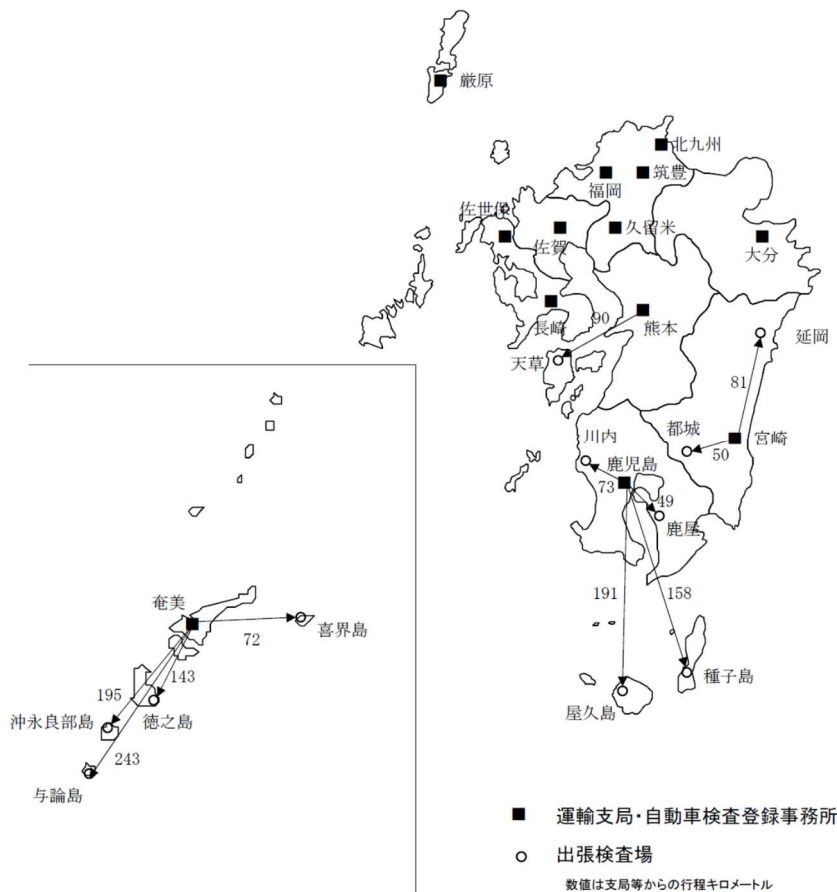 厳原
北九州
福岡
筑豊
佐世保
佐賀
久留米
大分
長崎
90
熊本
延岡
天草
81
川内
都城
宮崎
50
鹿児島
73
49
鹿屋
191
158
奄美
喜界島
72
143
195
種子島
屋久島
沖永良部島
徳之島
243
与論島
■ 運輸支局・自動車検査登録事務所
○ 出張検査場
数値は支局等からの行程キロメートル